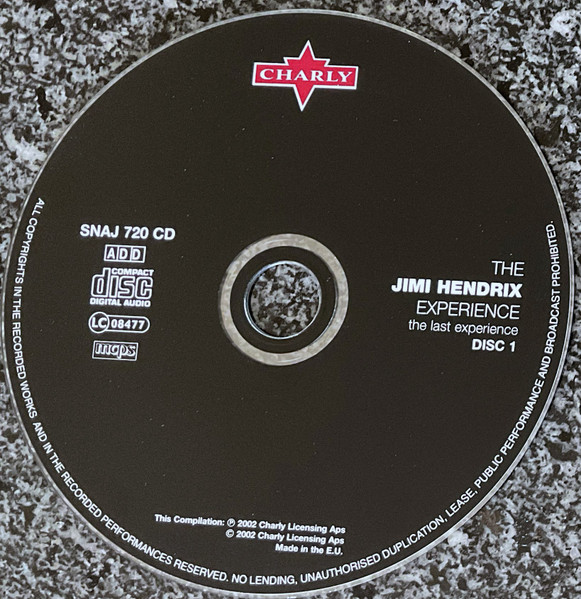 CHARLY
SNAJ 720 CD
ADD
COMPACT
disc
DIGITAL AUDIO
LC 08477
mcps
THE
JIMI HENDRIX
EXPERIENCE
the last experience
DISC 1
This Compilation: ℗ 2002 Charly Licensing Aps
© 2002 Charly Licensing Aps
Made in the E.U.
ALL COPYRIGHTS IN THE RECORDED WORKS AND IN THE RECORDED PERFORMANCES RESERVED. NO LENDING, UNAUTHORISED DUPLICATION, LEASE, PUBLIC PERFORMANCE AND BROADCAST PROHIBITED.